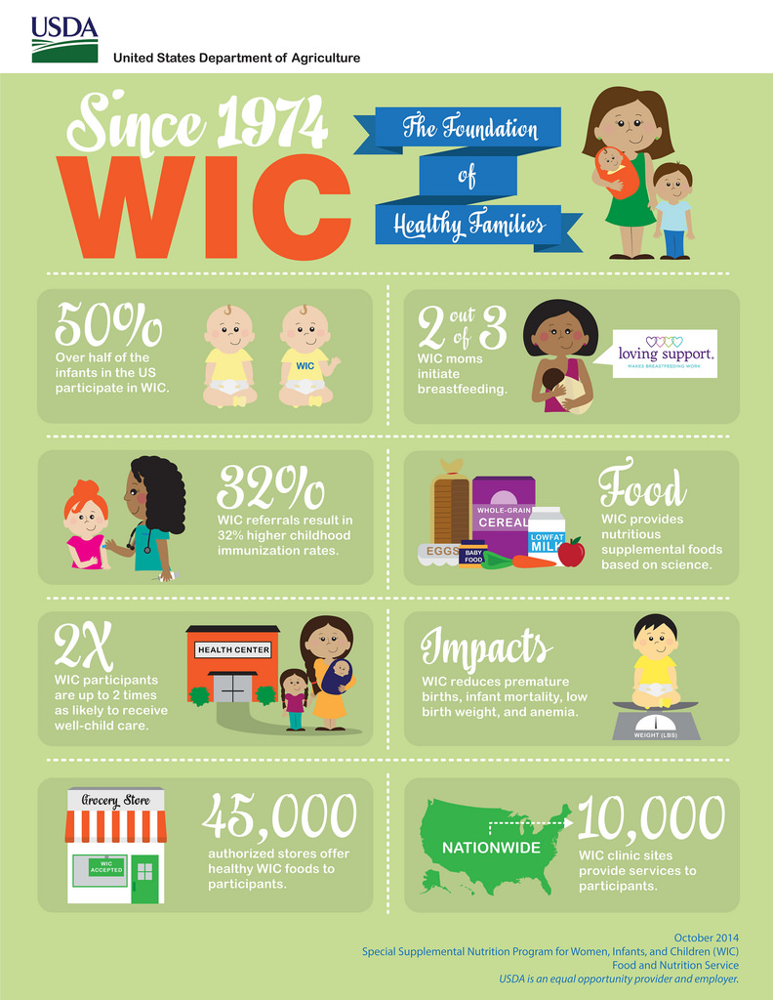 USDA
United States Department of Agriculture
Since 1974
WIC
The Foundation
of
Healthy Families
50%
Over half of the
infants in the US
participate in WIC.
WIC
2 out of 3
WIC moms
initiate
breastfeeding.
loving support.
MAKES BREASTFEEDING WORK
32%
WIC referrals result in
32% higher childhood
immunization rates.
WHOLE-GRAIN
CEREAL
LOWFAT
MILK
EGGS
BABY
FOOD
Food
WIC provides
nutritious
supplemental foods
based on science.
2X
WIC participants
are up to 2 times
as likely to receive
well-child care.
HEALTH CENTER
Impacts
WIC reduces premature
births, infant mortality, low
birth weight, and anemia.
WEIGHT (LBS)
Grocery Store
WIC
ACCEPTED
45,000
authorized stores offer
healthy WIC foods to
participants.
NATIONWIDE
10,000
WIC clinic sites
provide services to
participants.
October 2014
Special Supplemental Nutrition Program for Women, Infants, and Children (WIC)
Food and Nutrition Service
USDA is an equal opportunity provider and employer.